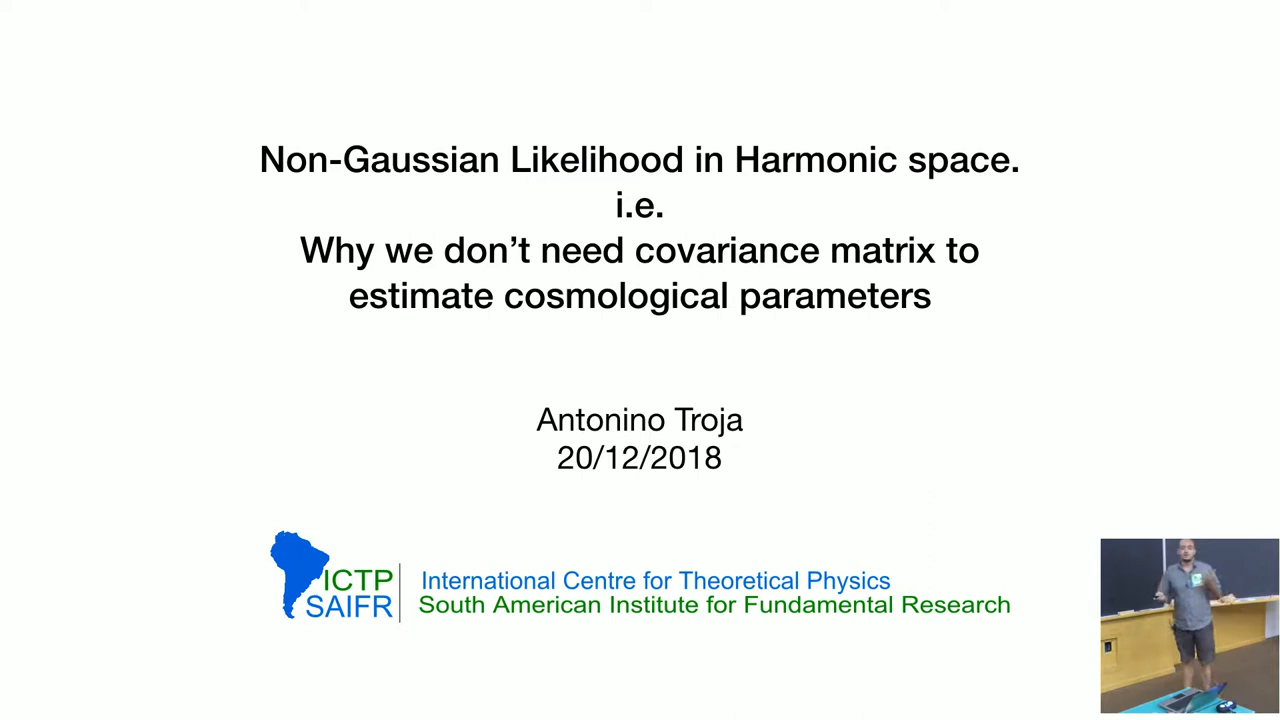 Non-Gaussian Likelihood in Harmonic space.
i.e.
Why we don't need covariance matrix to
estimate cosmological parameters
Antonino Troja
20/12/2018
ICTP
SAIFR
International Centre for Theoretical Physics
South American Institute for Fundamental Research